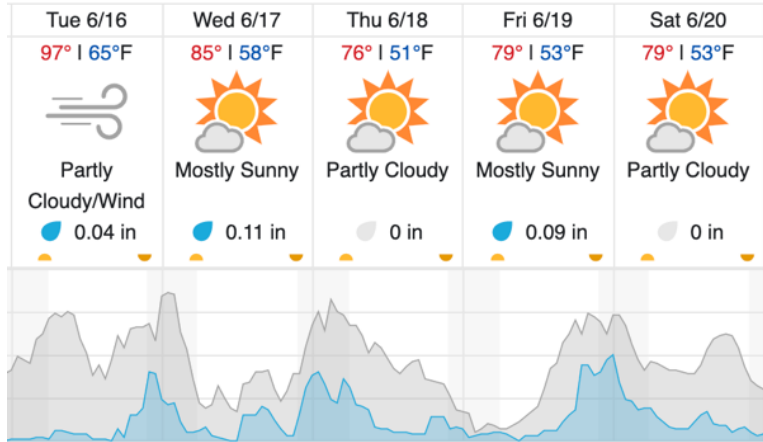 Tue 6/16 Wed 6/17 Thu 6/18 Fri 6/19 Sat 6/20
97° | 65°F 85° | 58°F 76° | 51°F 79° | 53°F 79° | 53°F
Partly Mostly Sunny Partly Cloudy Mostly Sunny Partly Cloudy
Cloudy/Wind
0.04 in 0.11 in 0 in 0.09 in 0 in